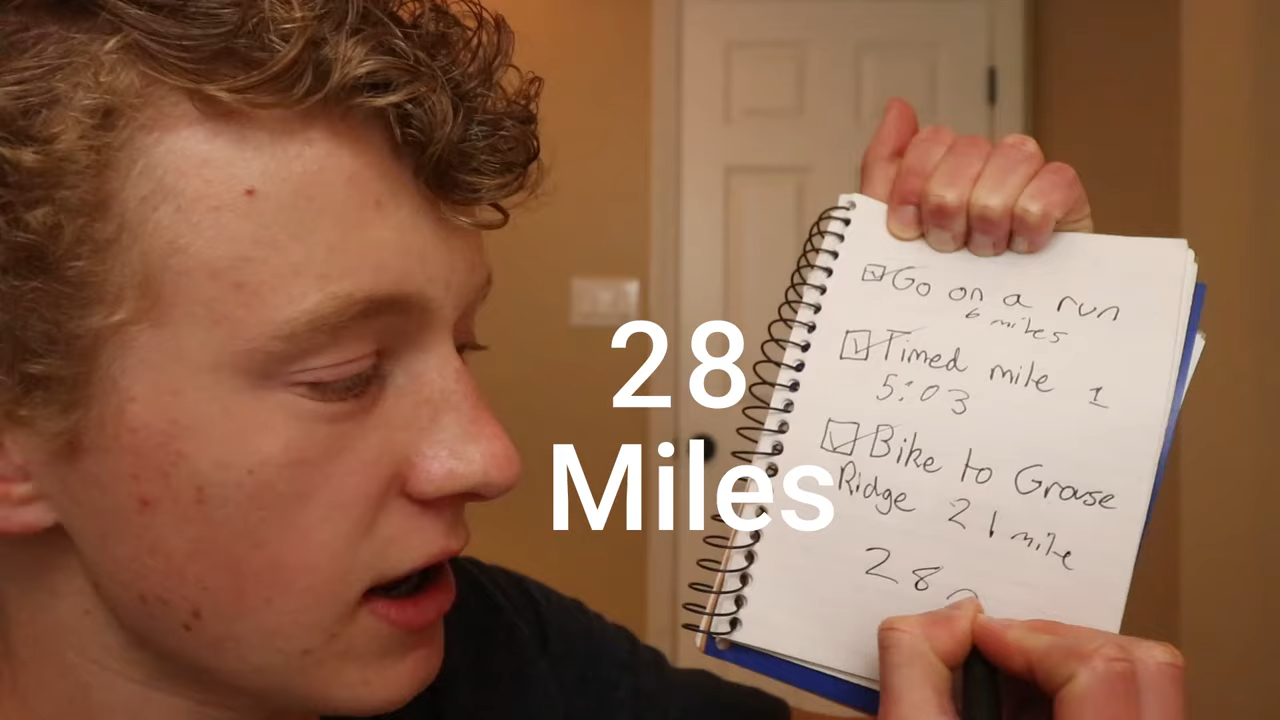 Go on a run
6 miles
Timed mile 1
5:03
Bike to Grouse
Ridge 21 mile
28
28
Miles